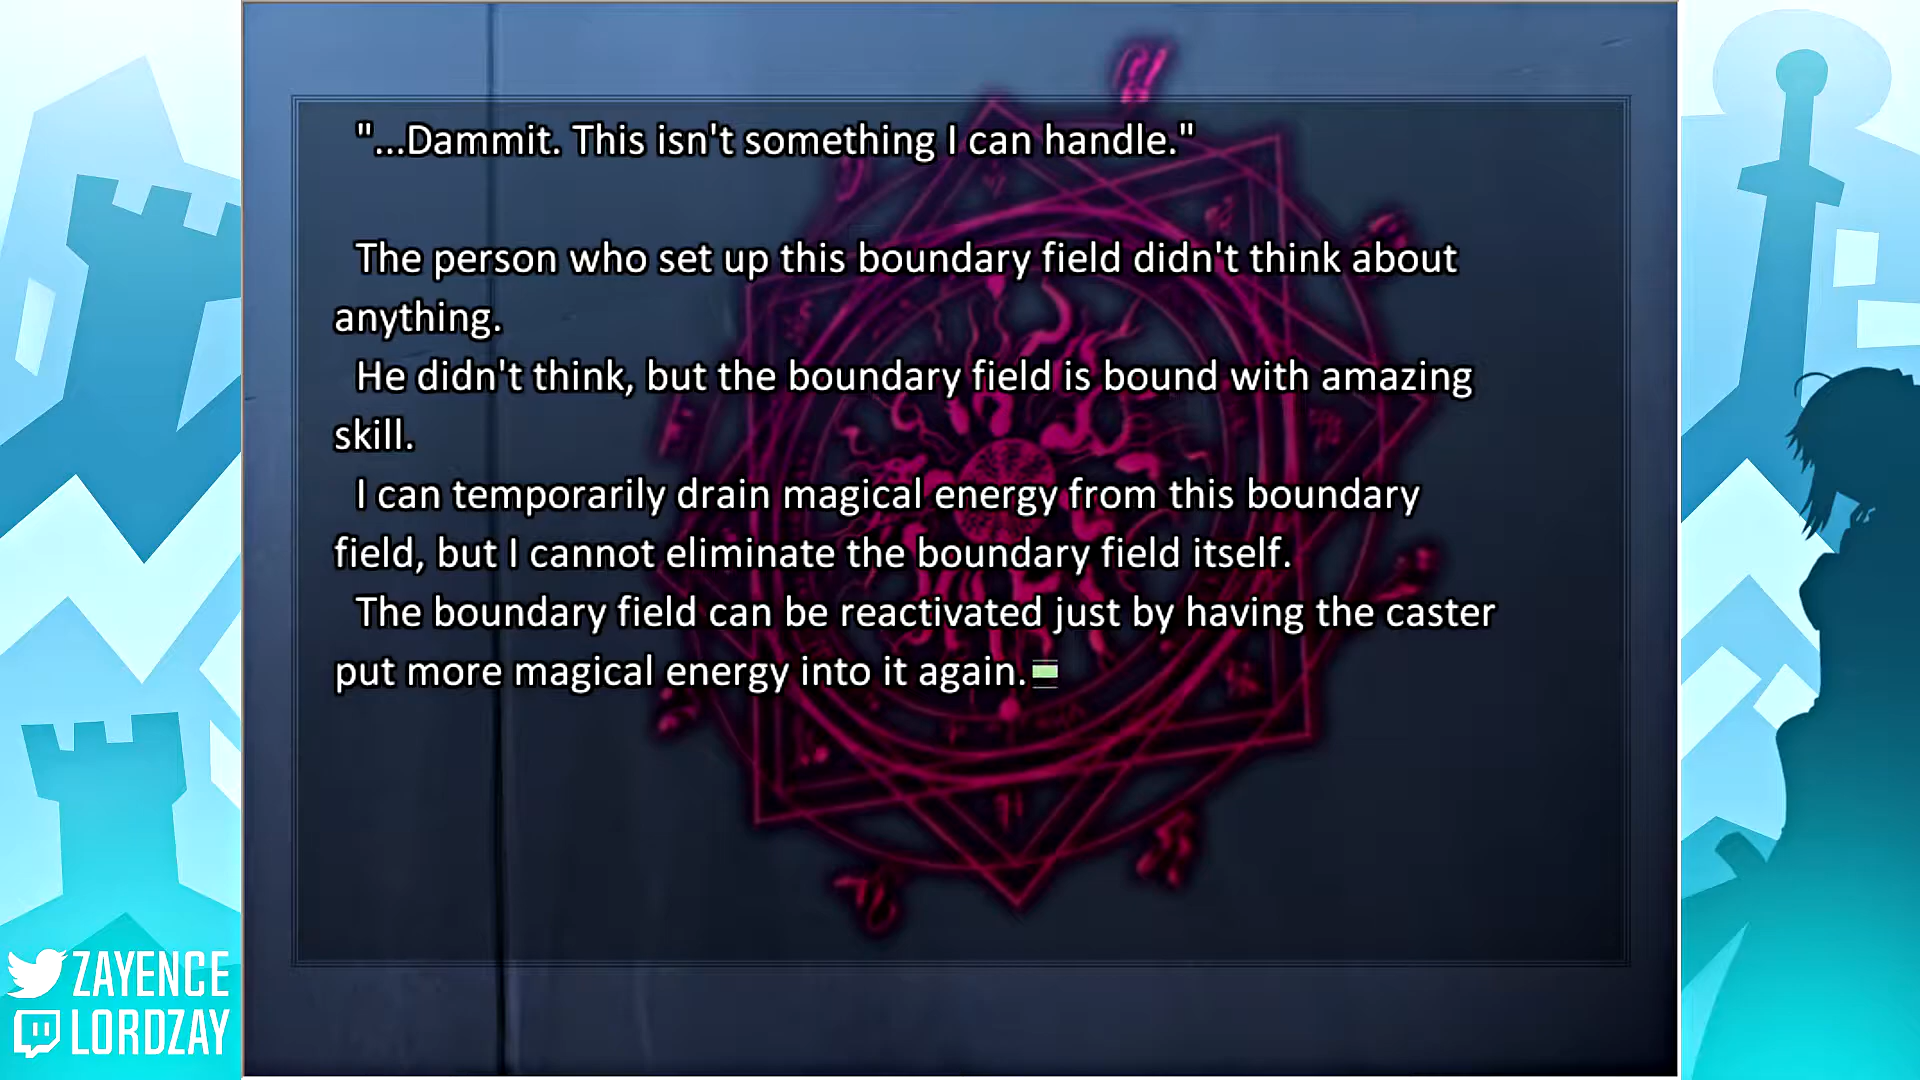 "...Dammit. This isn't something I can handle."
The person who set up this boundary field didn't think about
anything.
He didn't think, but the boundary field is bound with amazing
skill.
I can temporarily drain magical energy from this boundary
field, but I cannot eliminate the boundary field itself.
The boundary field can be reactivated just by having the caster
put more magical energy into it again.
ZAYENCE
LORDZAY